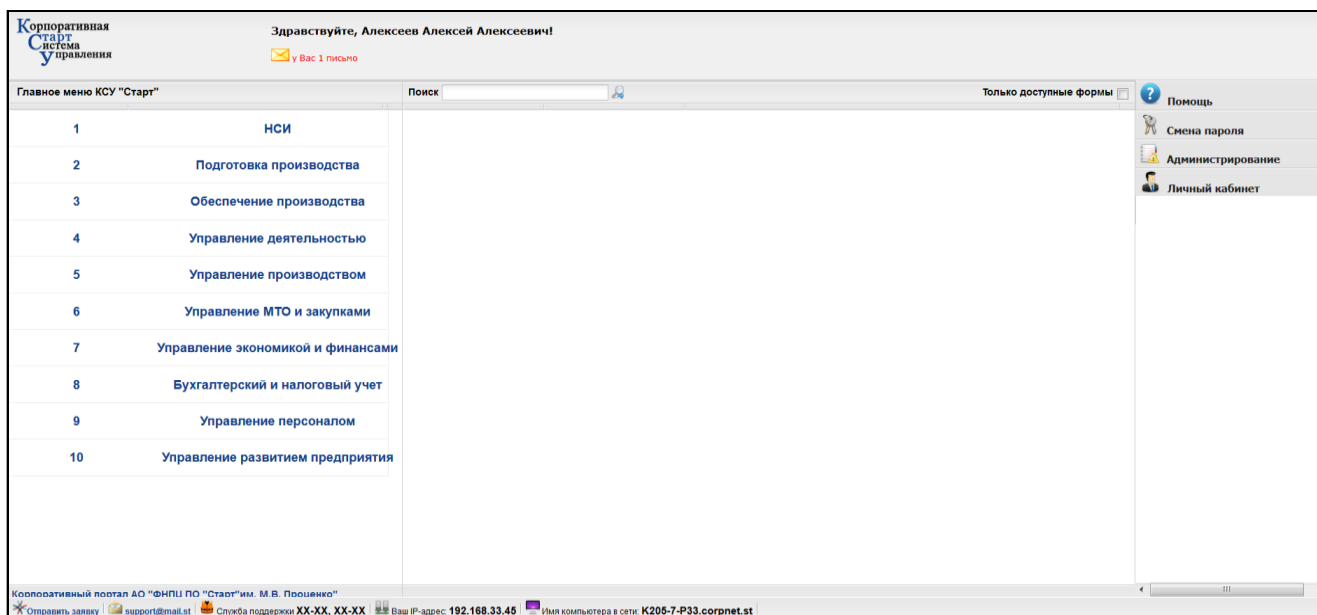 Корпоративная
Старт
Система
Управления
Здравствуйте, Алексеев Алексей Алексеевич!
у Вас 1 письмо
Главное меню КСУ "Старт"
Поиск
Только доступные формы
1 НСИ
2 Подготовка производства
3 Обеспечение производства
4 Управление деятельностью
5 Управление производством
6 Управление МТО и закупками
7 Управление экономикой и финансами
8 Бухгалтерский и налоговый учет
9 Управление персоналом
10 Управление развитием предприятия
Помощь
Смена пароля
Администрирование
Личный кабинет
Корпоративный портал АО "ФНПЦ ПО "Старт"им. М.В. Проценко"
Отправить заявку support@mail.st Служба поддержки XX-XX, XX-XX Ваш IP-адрес: 192.168.33.45 Имя компьютера в сети: K205-7-P33.corpnet.st